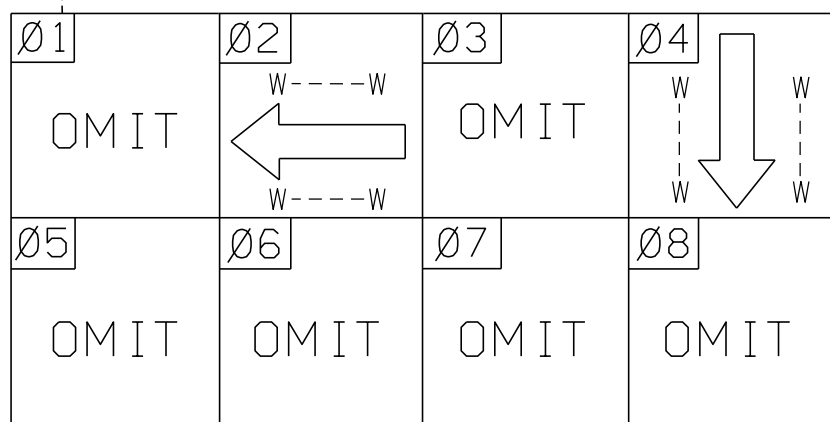 Ø1 Ø2 Ø3 Ø4
W-----W W W
OMIT OMIT
W-----W W W
Ø5 Ø6 Ø7 Ø8
OMIT OMIT OMIT OMIT